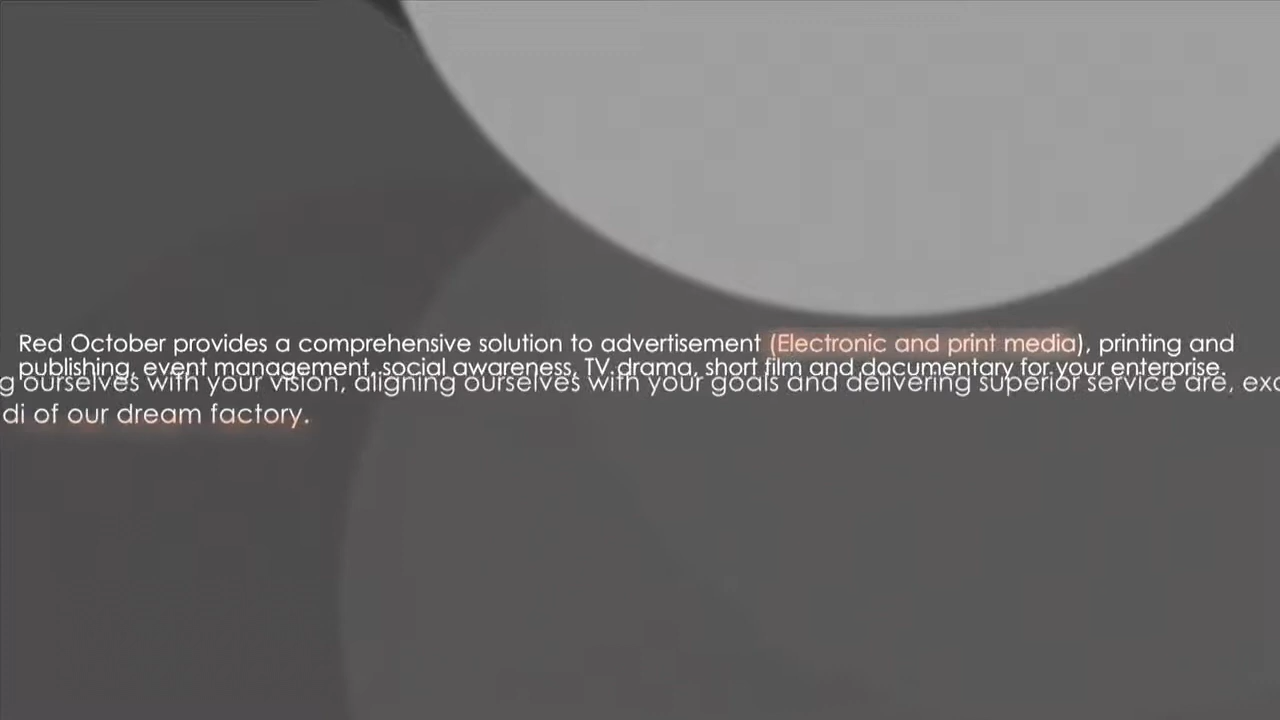 Red October provides a comprehensive solution to advertisement (Electronic and print media), printing and
publishing, event management, social awareness, TV drama, short film and documentary for your enterprise.
ourselves with your vision, aligning ourselves with your goals and delivering superior service are,
of our dream factory.